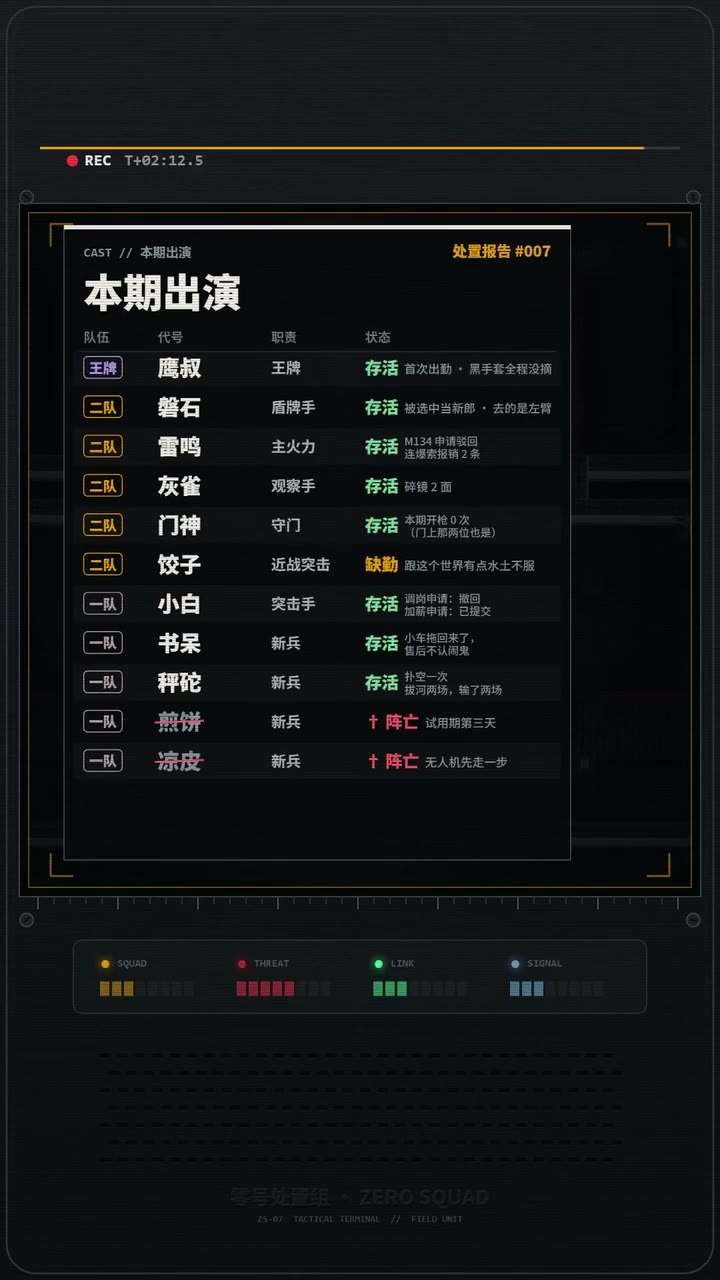 REC T+02:12.5
CAST // 本期出演 处置报告 #007
本期出演
队伍 代号 职责 状态
王牌 鹰叔 王牌 存活 首次出勤 · 黑手套全程没摘
二队 磐石 盾牌手 存活 被选中当新郎 · 去的是左臂
二队 雷鸣 主火力 存活 M134 申请驳回
连爆索报销 2 条
二队 灰雀 观察手 存活 碎镜 2 面
二队 门神 守门 存活 本期开枪 0 次
（门上那两位也是）
二队 饺子 近战突击 缺勤 跟这个世界有点水土不服
一队 小白 突击手 存活 调岗申请：撤回
加薪申请：已提交
一队 书呆 新兵 存活 小车拖回来了，
售后不认闹鬼
一队 秤砣 新兵 存活 扑空一次
拔河两场，输了两场
一队 煎饼 新兵 † 阵亡 试用期第三天
一队 凉皮 新兵 † 阵亡 无人机先走一步
SQUAD THREAT LINK SIGNAL
零号处置组 · ZERO SQUAD
ZS-07 TACTICAL TERMINAL // FIELD UNIT